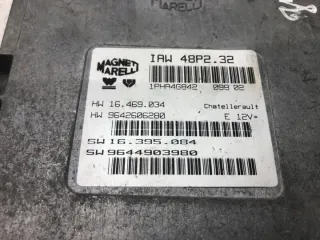 MAGNETI MARELLI
IAW 48P2.32
1PHA4G842 099 02
HW 16.469.034 Chatellerault
HW 9642606280 E 12V=
SW 16.395.084
SW 9644903980